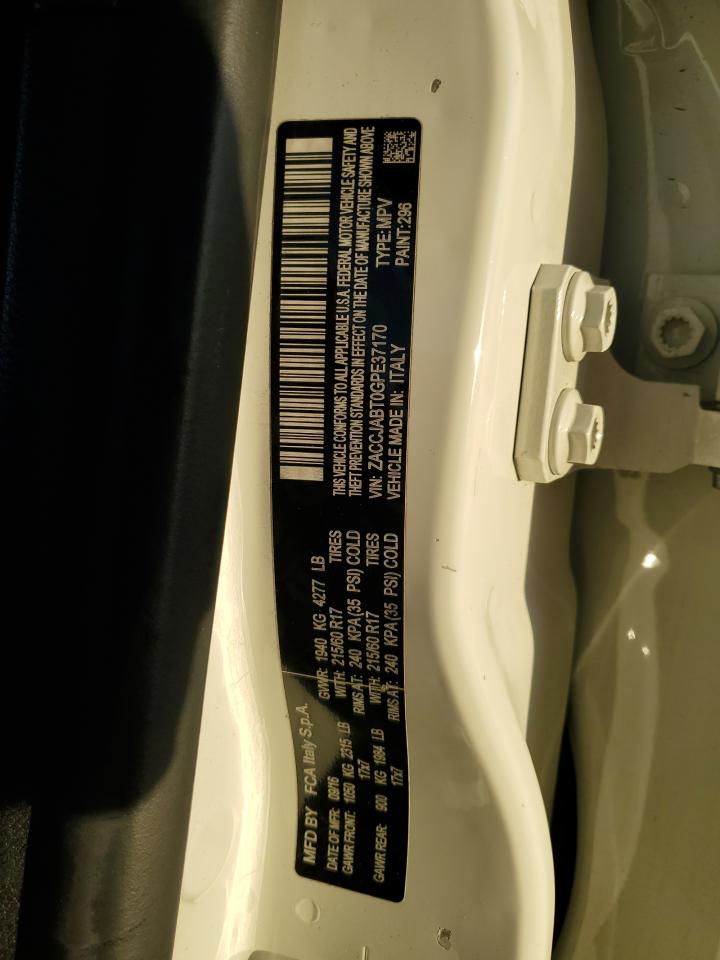 MFD BY FCA Italy S.p.A.
DATE OF MFR: 09/16 GVWR: 1940 KG 4277 LB
GAWR FRONT: 1050 KG 2315 LB WITH: 215/60 R17 TIRES
17x7 RIMS AT: 240 KPA(35 PSI) COLD
GAWR REAR: 900 KG 1984 LB WITH: 215/60 R17 TIRES
17x7 RIMS AT: 240 KPA(35 PSI) COLD
THIS VEHICLE CONFORMS TO ALL APPLICABLE U.S.A. FEDERAL MOTOR VEHICLE SAFETY AND
THEFT PREVENTION STANDARDS IN EFFECT ON THE DATE OF MANUFACTURE SHOWN ABOVE
VIN: ZACCJABT0GPE37170 TYPE: MPV
VEHICLE MADE IN: ITALY PAINT: 296